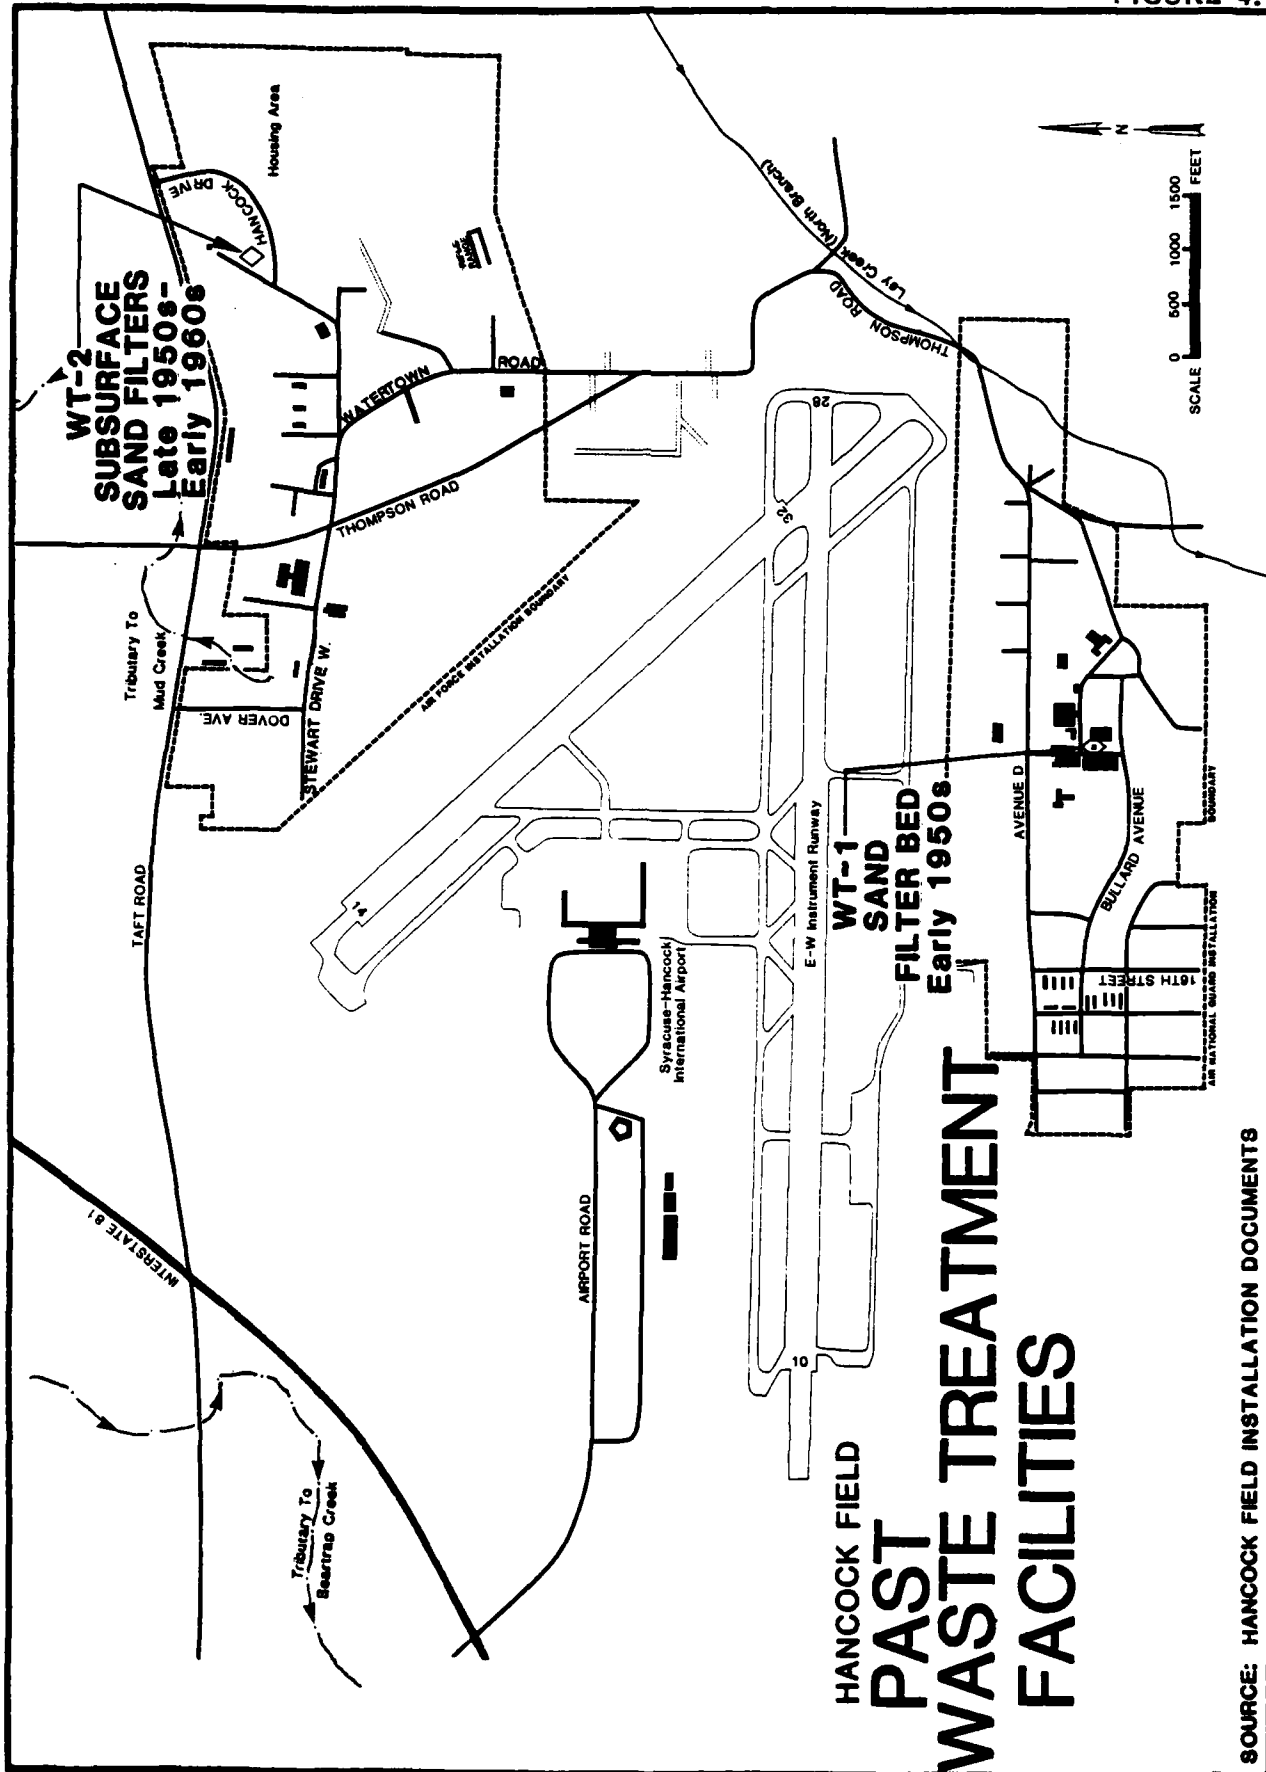 HANCOCK FIELD
PAST
WASTE TREATMENT
FACILITIES
WT-2
SUBSURFACE
SAND FILTERS
Late 1950s-
Early 1960s
WT-1
SAND
FILTER BED
Early 1950s
INTERSTATE 81
TAFT ROAD
Tributary To
Beartrap Creek
Tributary To
Mud Creek
DOVER AVE.
STEWART DRIVE W.
THOMPSON ROAD
WATERTOWN
ROAD
HANCOCK DRIVE
Housing Area
RIFLE
RANGE
AIR FORCE INSTALLATION BOUNDARY
AIRPORT ROAD
Syracuse-Hancock
International Airport
14
32
10
28
E-W Instrument Runway
Ley Creek (North Branch)
THOMPSON ROAD
AVENUE D
BULLARD AVENUE
16TH STREET
AIR NATIONAL GUARD INSTALLATION
BOUNDARY
N
0 500 1000 1500
SCALE FEET
SOURCE: HANCOCK FIELD INSTALLATION DOCUMENTS